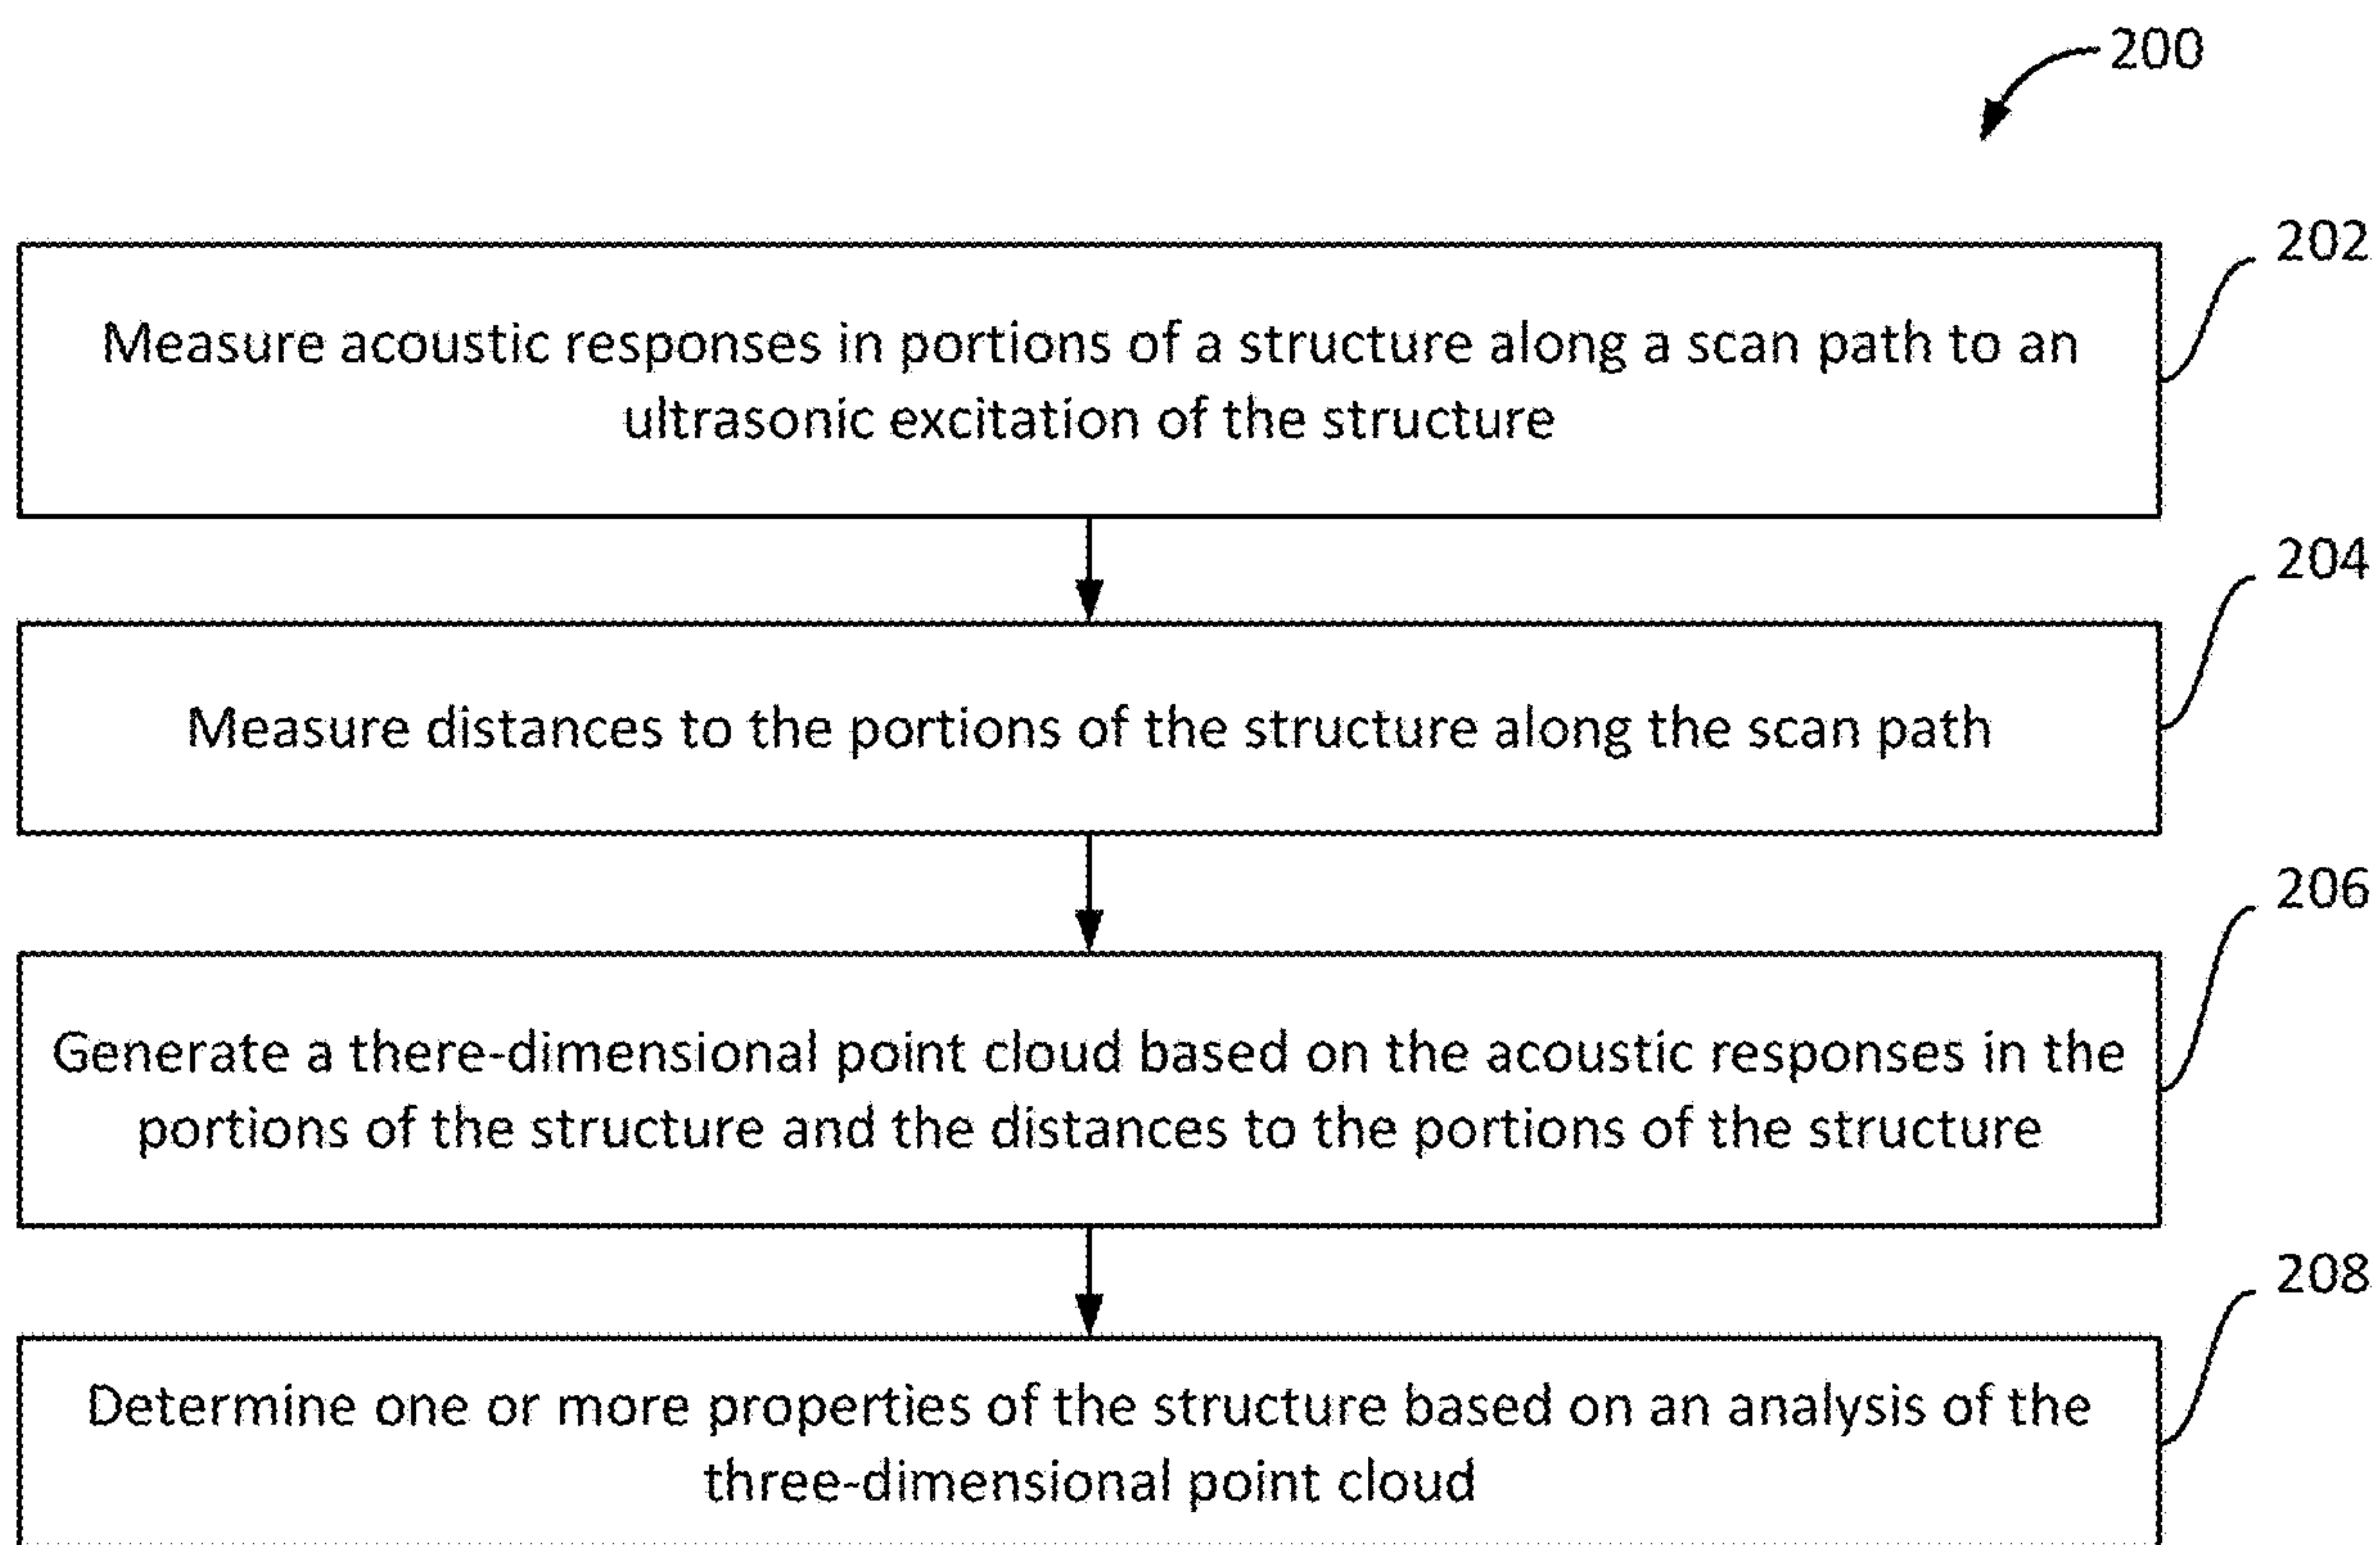 200
202
Measure acoustic responses in portions of a structure along a scan path to an
ultrasonic excitation of the structure
204
Measure distances to the portions of the structure along the scan path
206
Generate a there-dimensional point cloud based on the acoustic responses in the
portions of the structure and the distances to the portions of the structure
208
Determine one or more properties of the structure based on an analysis of the
three-dimensional point cloud